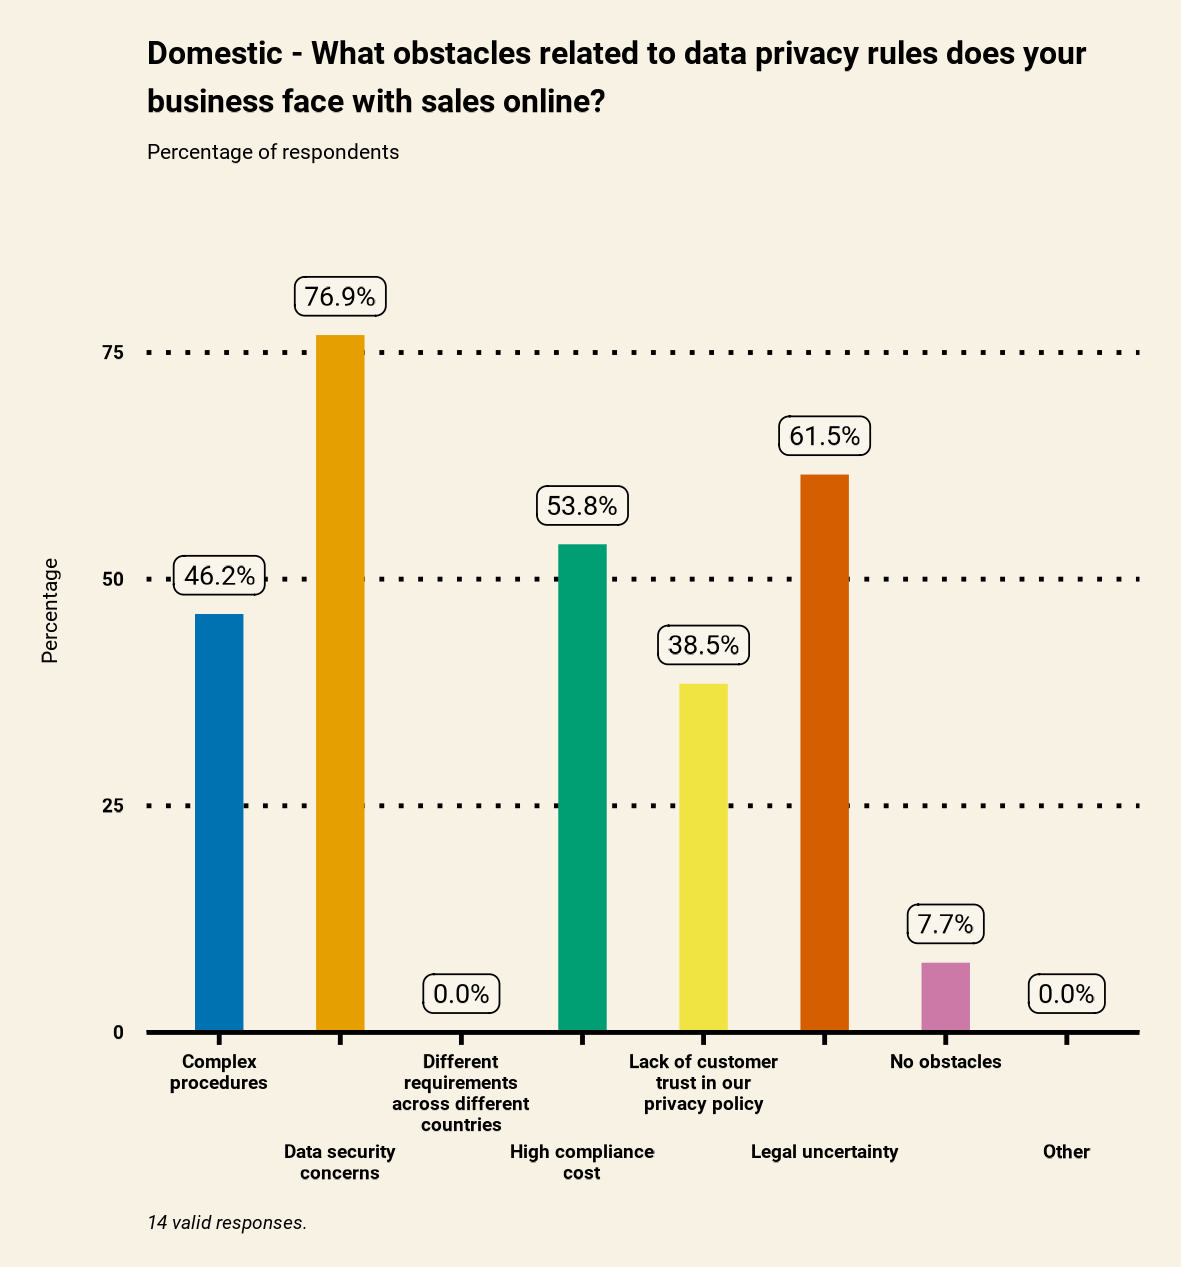 Domestic - What obstacles related to data privacy rules does your
business face with sales online?
Percentage of respondents
76.9%
75
61.5%
53.8%
46.2%
50
38.5%
Percentage
25
7.7%
0.0%
0.0%
0
Complex
procedures
Different
requirements
across different
countries
Lack of customer
trust in our
privacy policy
No obstacles
Data security
concerns
High compliance
cost
Legal uncertainty
Other
14 valid responses.